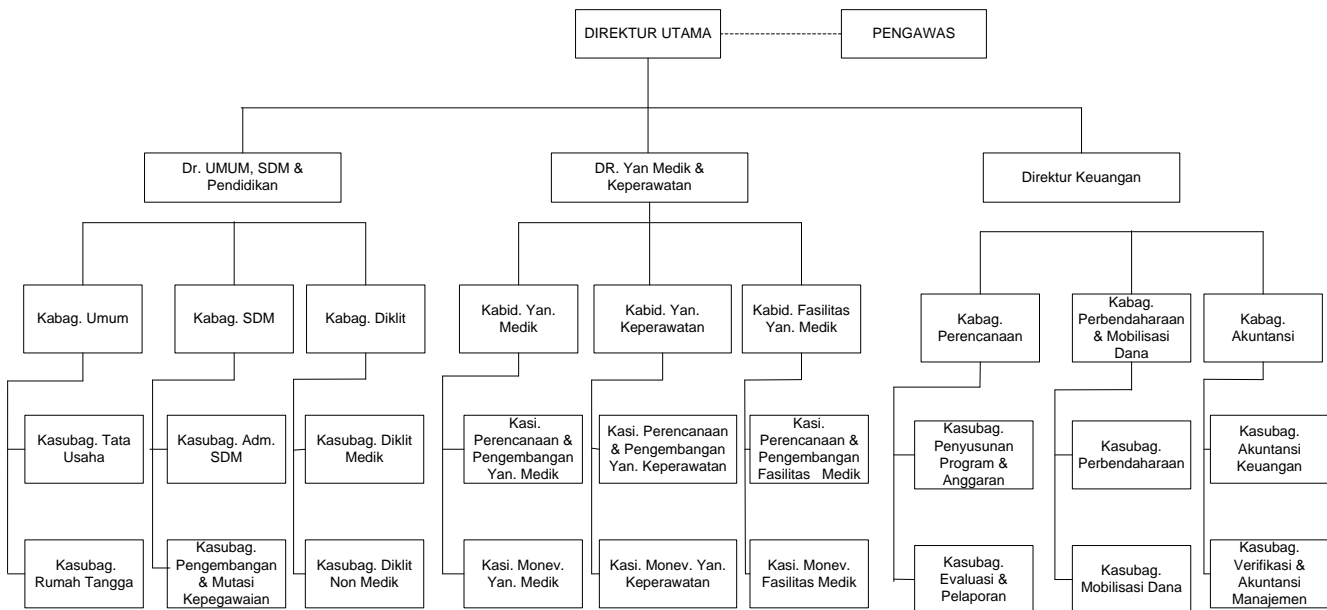 DIREKTUR UTAMA
PENGAWAS
Dr. UMUM, SDM &
Pendidikan
DR. Yan Medik &
Keperawatan
Direktur Keuangan
Kabag. Umum
Kabag. SDM
Kabag. Diklit
Kabid. Yan.
Medik
Kabid. Yan.
Keperawatan
Kabid. Fasilitas
Yan. Medik
Kabag.
Perencanaan
Kabag.
Perbendaharaan
& Mobilisasi
Dana
Kabag.
Akuntansi
Kasubag. Tata
Usaha
Kasubag. Adm.
SDM
Kasubag. Diklit
Medik
Kasi.
Perencanaan &
Pengembangan
Yan. Medik
Kasi. Perencanaan
& Pengembangan
Yan. Keperawatan
Kasi.
Perencanaan &
Pengembangan
Fasilitas Medik
Kasubag.
Penyusunan
Program &
Anggaran
Kasubag.
Perbendaharaan
Kasubag.
Akuntansi
Keuangan
Kasubag.
Rumah Tangga
Kasubag.
Pengembangan
& Mutasi
Kepegawaian
Kasubag. Diklit
Non Medik
Kasi. Monev.
Yan. Medik
Kasi. Monev. Yan.
Keperawatan
Kasi. Monev.
Fasilitas Medik
Kasubag.
Evaluasi &
Pelaporan
Kasubag.
Mobilisasi Dana
Kasubag.
Verifikasi &
Akuntansi
Manajemen